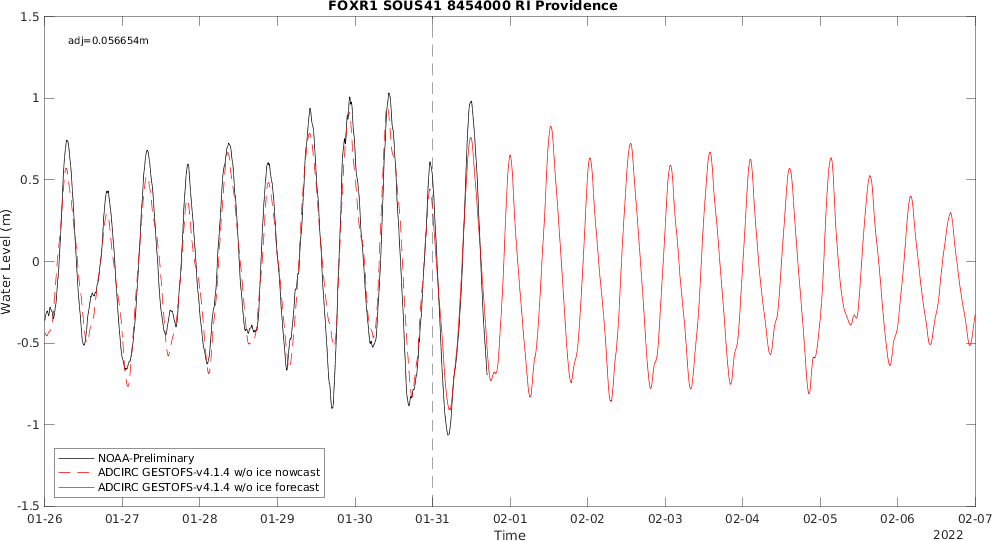 FOXR1 SOUS41 8454000 RI Providence
adj=0.056654m
1.5
1
0.5
0
-0.5
-1
-1.5
Water Level (m)
NOAA-Preliminary
ADCIRC GESTOFS-v4.1.4 w/o ice nowcast
ADCIRC GESTOFS-v4.1.4 w/o ice forecast
01-26 01-27 01-28 01-29 01-30 01-31 02-01 02-02 02-03 02-04 02-05 02-06 02-07
Time
2022